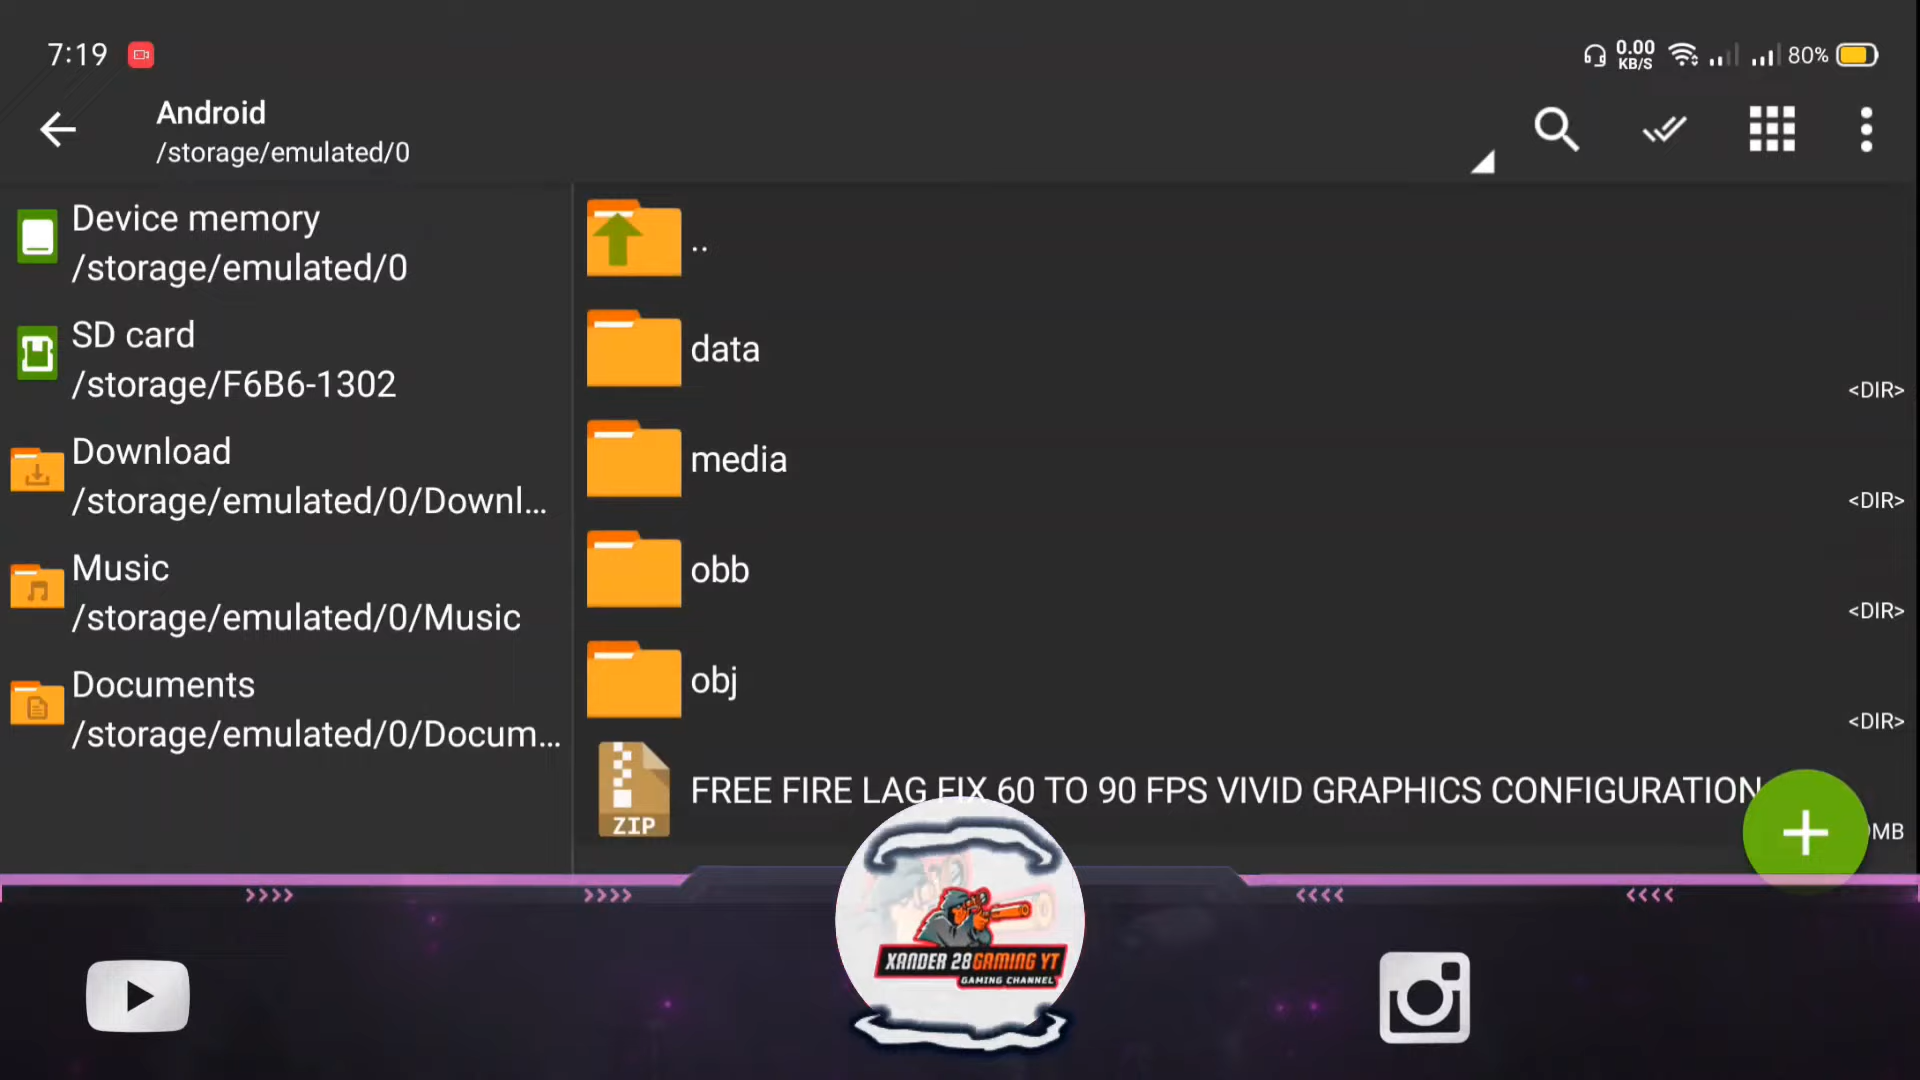 7:19
0.00
KB/S
80%
Android
/storage/emulated/0
Device memory
/storage/emulated/0
SD card
/storage/F6B6-1302
Download
/storage/emulated/0/Downl...
Music
/storage/emulated/0/Music
Documents
/storage/emulated/0/Docum...
..
data
<DIR>
media
<DIR>
obb
<DIR>
obj
<DIR>
ZIP
FREE FIRE LAG FIX 60 TO 90 FPS VIVID GRAPHICS CONFIGURATION
MB
>>>>
>>>>
<<<<
<<<<
XANDER 28GAMING YT
GAMING CHANNEL